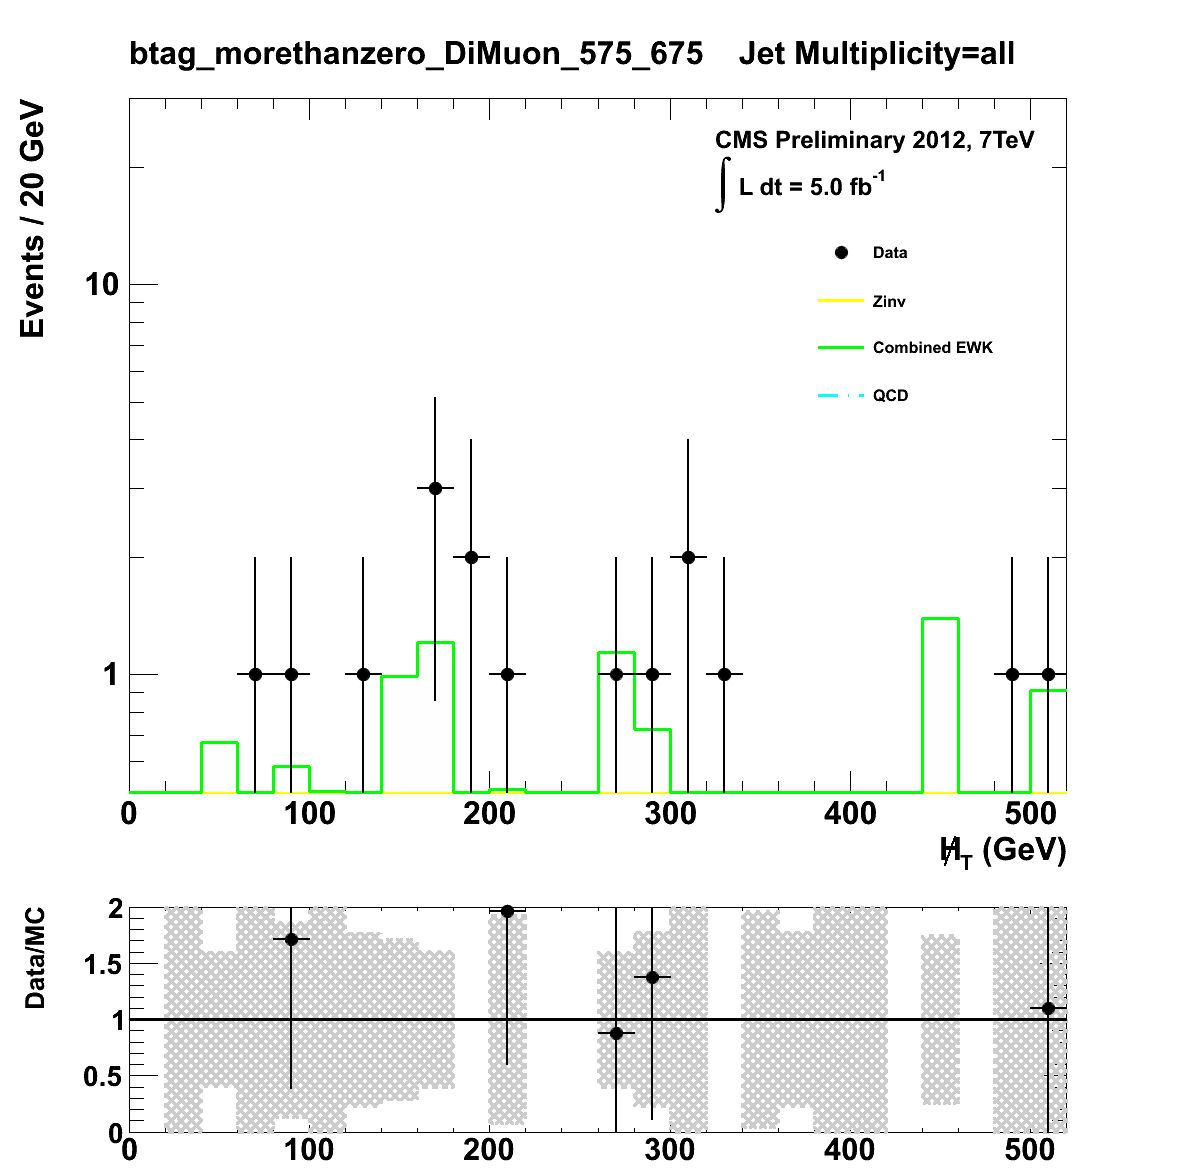 btag_morethanzero_DiMuon_575_675 Jet Multiplicity=all
Events / 20 GeV
CMS Preliminary 2012, 7TeV
∫ L dt = 5.0 fb⁻¹
Data
Zinv
Combined EWK
QCD
10
1
0 100 200 300 400 500
H̸_T (GeV)
Data/MC
2
1.5
1
0.5
0
0 100 200 300 400 500